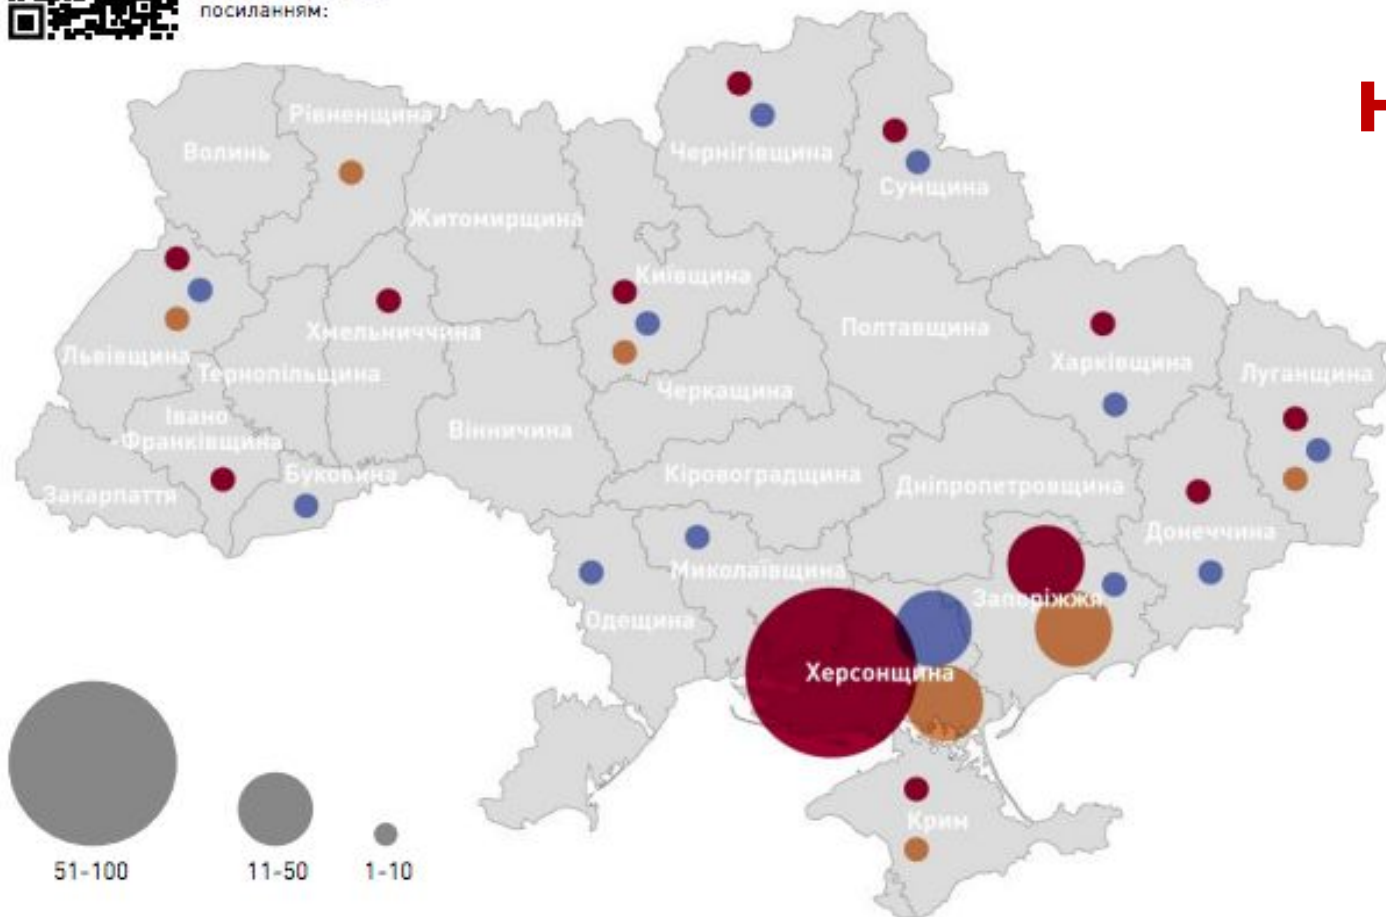 посиланням:
Н
Рівненщина
Волинь
Чернігівщина
Сумщина
Житомирщина
Київщина
Полтавщина
Хмельниччина
Львівщина
Тернопільщина
Харківщина
Луганщина
Черкащина
Івано
-Франківщина
Вінничина
Буковина
Закарпаття
Кіровоградщина
Дніпропетровщина
Донеччина
Миколаївщина
Запоріжжя
Одещина
Херсонщина
Крим
51-100
11-50
1-10